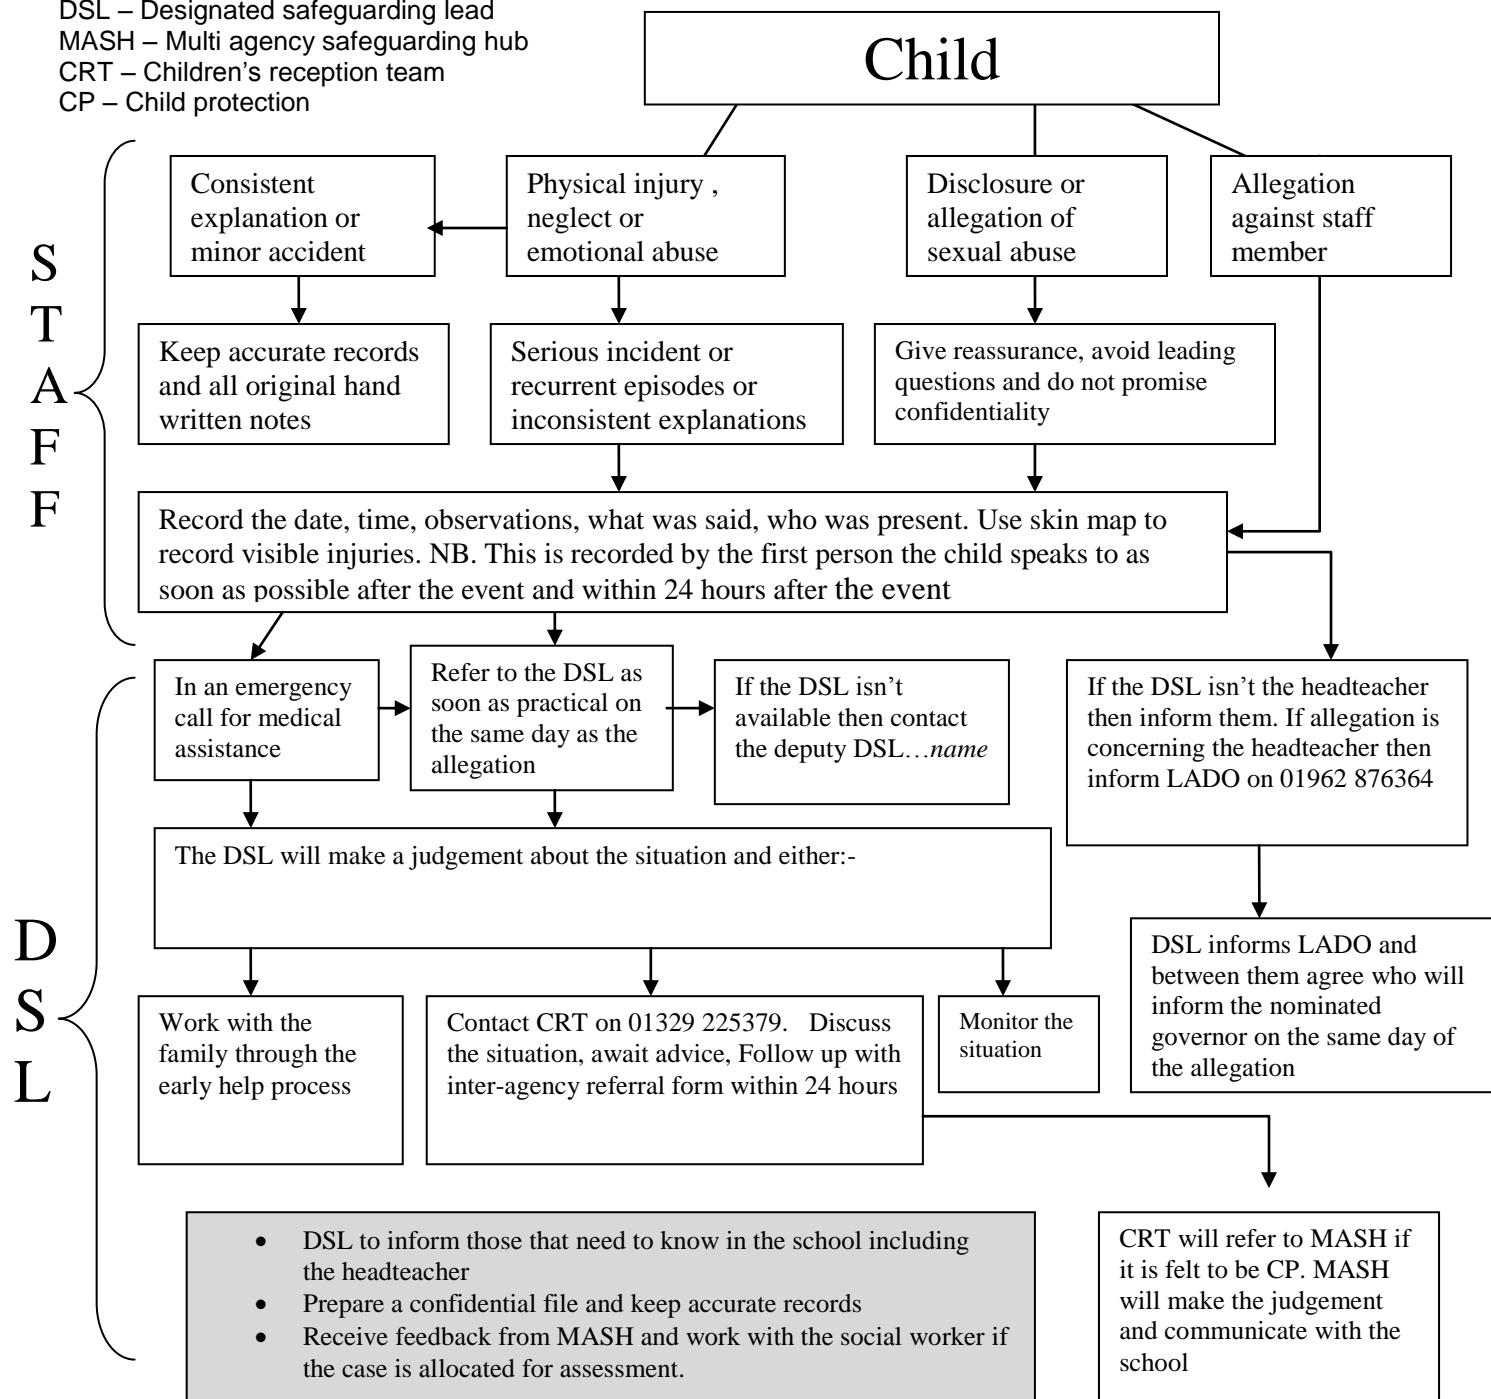 DSL – Designated safeguarding lead
MASH – Multi agency safeguarding hub
CRT – Children's reception team
CP – Child protection
Child
Consistent
explanation or
minor accident
Physical injury ,
neglect or
emotional abuse
Disclosure or
allegation of
sexual abuse
Allegation
against staff
member
S
T
A
F
F
Keep accurate records
and all original hand
written notes
Serious incident or
recurrent episodes or
inconsistent explanations
Give reassurance, avoid leading
questions and do not promise
confidentiality
Record the date, time, observations, what was said, who was present. Use skin map to
record visible injuries. NB. This is recorded by the first person the child speaks to as
soon as possible after the event and within 24 hours after the event
In an emergency
call for medical
assistance
Refer to the DSL as
soon as practical on
the same day as the
allegation
If the DSL isn't
available then contact
the deputy DSL…name
If the DSL isn't the headteacher
then inform them. If allegation is
concerning the headteacher then
inform LADO on 01962 876364
The DSL will make a judgement about the situation and either:-
D
S
L
DSL informs LADO and
between them agree who will
inform the nominated
governor on the same day of
the allegation
Work with the
family through the
early help process
Contact CRT on 01329 225379.   Discuss
the situation, await advice, Follow up with
inter-agency referral form within 24 hours
Monitor the
situation
• DSL to inform those that need to know in the school including
the headteacher
• Prepare a confidential file and keep accurate records
• Receive feedback from MASH and work with the social worker if
the case is allocated for assessment.
CRT will refer to MASH if
it is felt to be CP. MASH
will make the judgement
and communicate with the
school